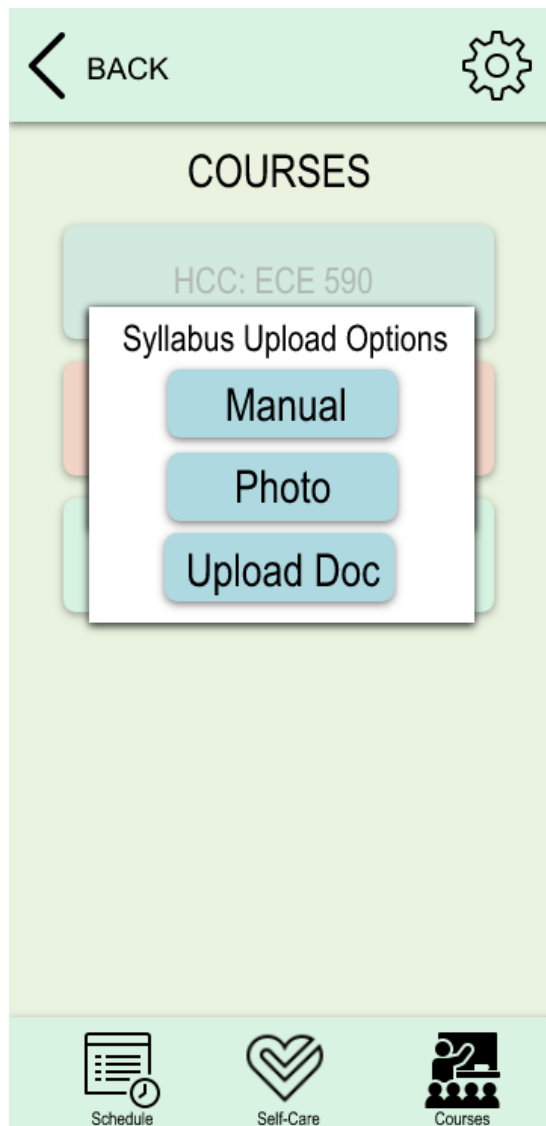 BACK
COURSES
HCC: ECE 590
Syllabus Upload Options
Manual
Photo
Upload Doc
Schedule
Self-Care
Courses